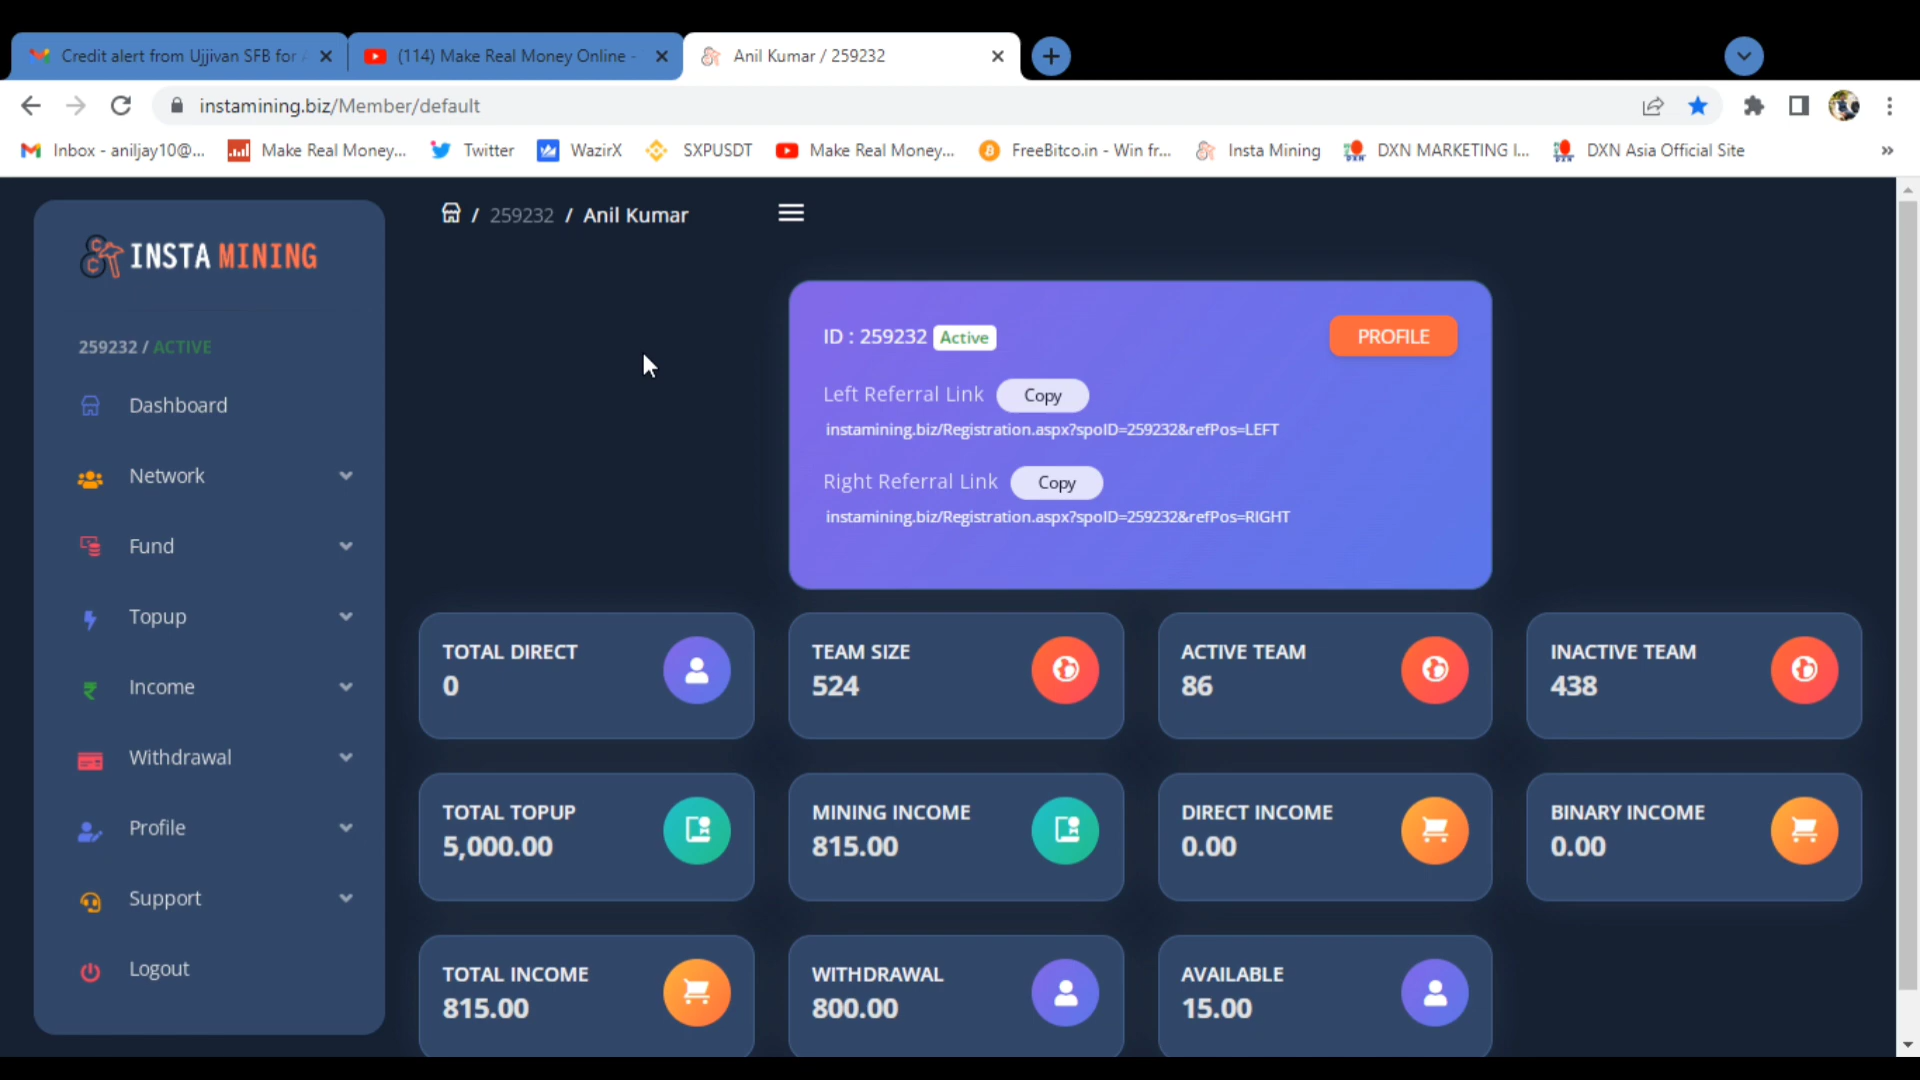 Credit alert from Ujjivan SFB for
(114) Make Real Money Online -
Anil Kumar / 259232
instamining.biz/Member/default
Inbox - aniljay10@...
Make Real Money...
Twitter
WazirX
SXPUSDT
Make Real Money...
FreeBitco.in - Win fr...
Insta Mining
DXN MARKETING I...
DXN Asia Official Site
»
/ 259232 / Anil Kumar
INSTA MINING
259232 / ACTIVE
Dashboard
Network
Fund
Topup
Income
Withdrawal
Profile
Support
Logout
ID : 259232 Active
PROFILE
Left Referral Link Copy
instamining.biz/Registration.aspx?spoID=259232&refPos=LEFT
Right Referral Link Copy
instamining.biz/Registration.aspx?spoID=259232&refPos=RIGHT
TOTAL DIRECT
0
TEAM SIZE
524
ACTIVE TEAM
86
INACTIVE TEAM
438
TOTAL TOPUP
5,000.00
MINING INCOME
815.00
DIRECT INCOME
0.00
BINARY INCOME
0.00
TOTAL INCOME
815.00
WITHDRAWAL
800.00
AVAILABLE
15.00